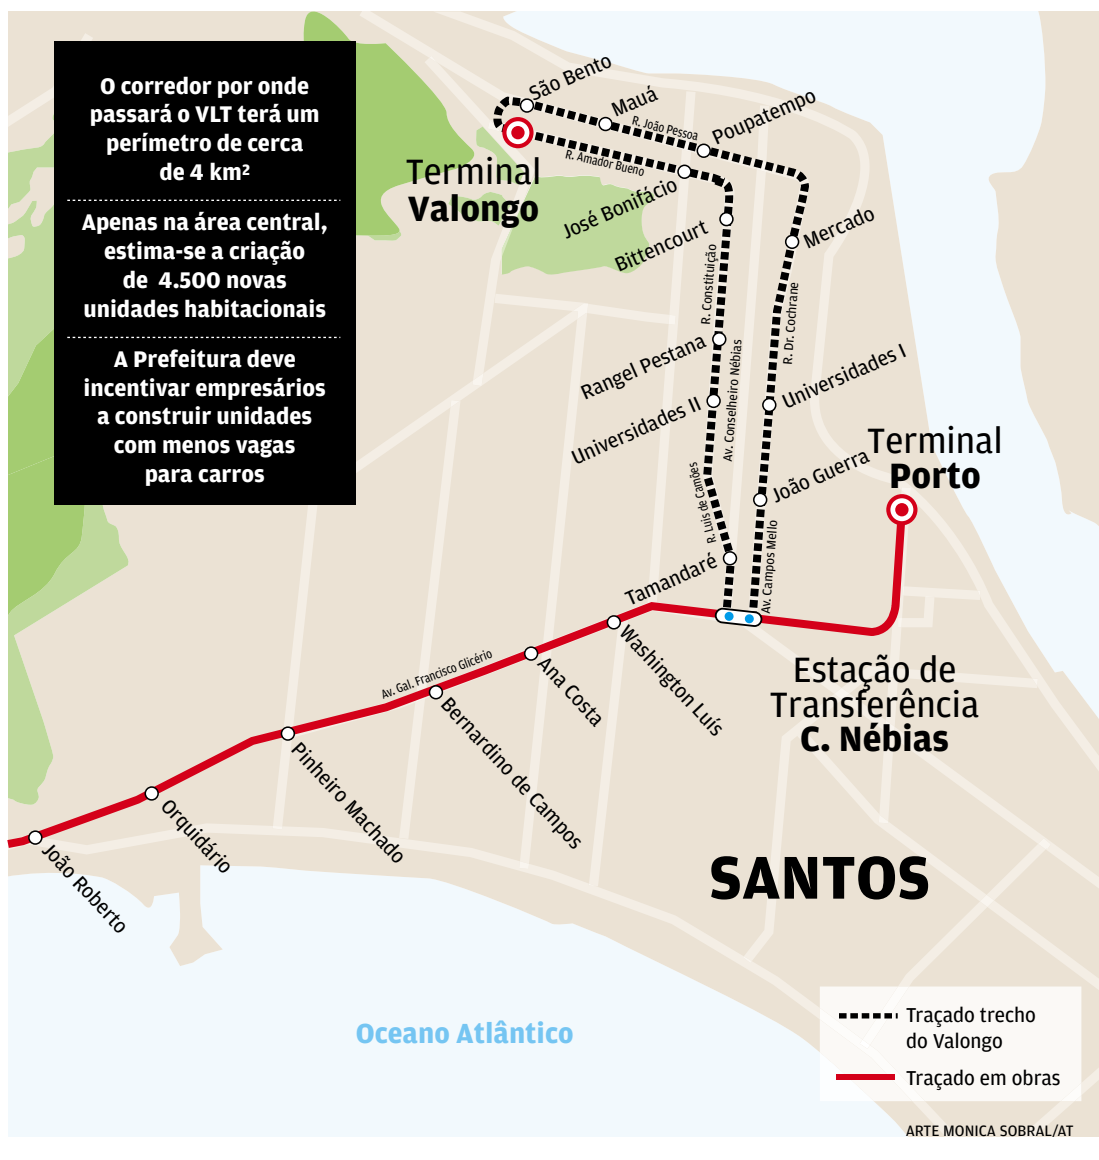 O corredor por onde
passará o VLT terá um
perímetro de cerca
de 4 km²
Apenas na área central,
estima-se a criação
de 4.500 novas
unidades habitacionais
A Prefeitura deve
incentivar empresários
a construir unidades
com menos vagas
para carros
São Bento
Mauá
R. João Pessoa
Poupatempo
Terminal
Valongo
R. Amador Bueno
José Bonifácio
Bittencourt
Mercado
R. Constituição
R. Dr. Cochrane
Rangel Pestana
Av. Conselheiro Nébias
Universidades I
Universidades II
Terminal
Porto
João Guerra
R. Luis de Camões
Av. Campos Mello
Tamandaré
Washington Luís
Av. Gal. Francisco Glicério
Ana Costa
Bernardino de Campos
Pinheiro Machado
Orquidário
João Roberto
Estação de
Transferência
C. Nébias
SANTOS
Oceano Atlântico
Traçado trecho
do Valongo
Traçado em obras
ARTE MONICA SOBRAL/AT